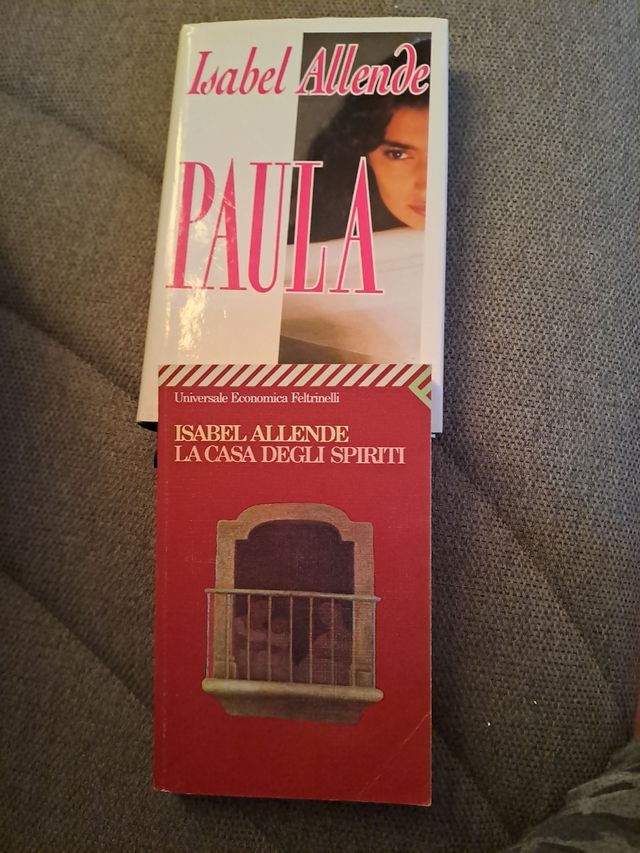 Isabel Allende
PAULA
Universale Economica Feltrinelli
ISABEL ALLENDE
LA CASA DEGLI SPIRITI